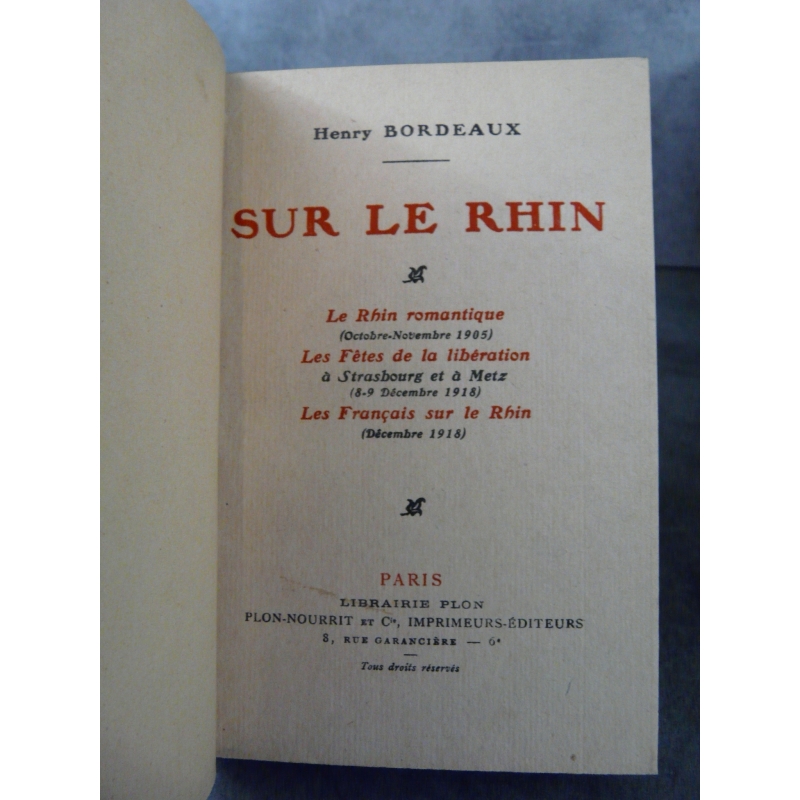 Henry BORDEAUX
SUR LE RHIN
Le Rhin romantique
(Octobre-Novembre 1905)
Les Fêtes de la libération
à Strasbourg et à Metz
(8-9 Décembre 1918)
Les Français sur le Rhin
(Décembre 1918)
PARIS
LIBRAIRIE PLON
PLON-NOURRIT ET Cie, IMPRIMEURS-ÉDITEURS
8, RUE GARANCIÈRE — 6e
Tous droits réservés